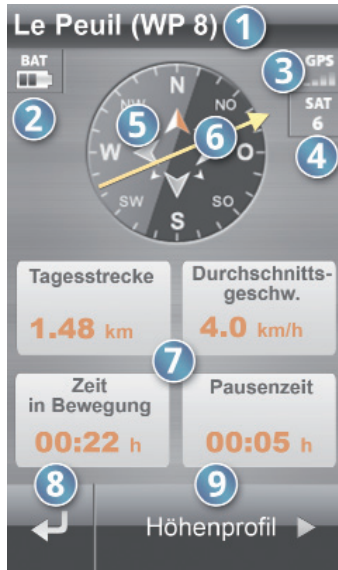 Le Peuil (WP 8) 1
BAT
2
3 GPS
SAT
6
4
N
NW NO
5 6
W O
SW SO
S
Tagesstrecke
1.48 km
Durchschnitts-
geschw.
4.0 km/h
7
Zeit
in Bewegung
00:22 h
Pausenzeit
00:05 h
8 9
Höhenprofil